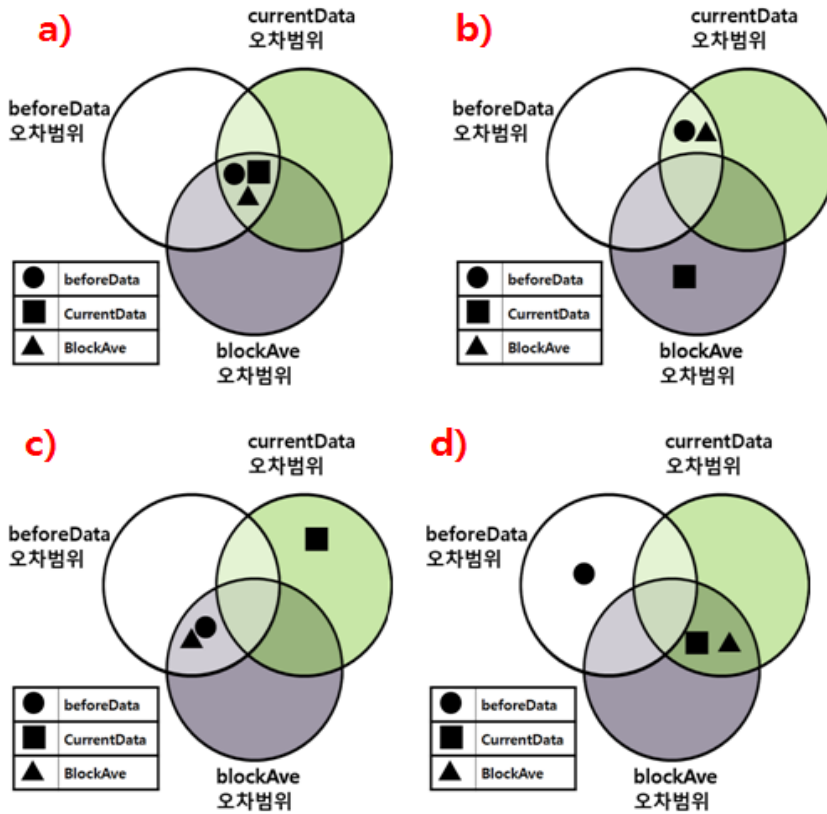 a)
currentData
오차범위
beforeData
오차범위
beforeData
CurrentData
BlockAve
blockAve
오차범위
b)
currentData
오차범위
beforeData
오차범위
beforeData
CurrentData
BlockAve
blockAve
오차범위
c)
currentData
오차범위
beforeData
오차범위
beforeData
CurrentData
BlockAve
blockAve
오차범위
d)
currentData
오차범위
beforeData
오차범위
beforeData
CurrentData
BlockAve
blockAve
오차범위